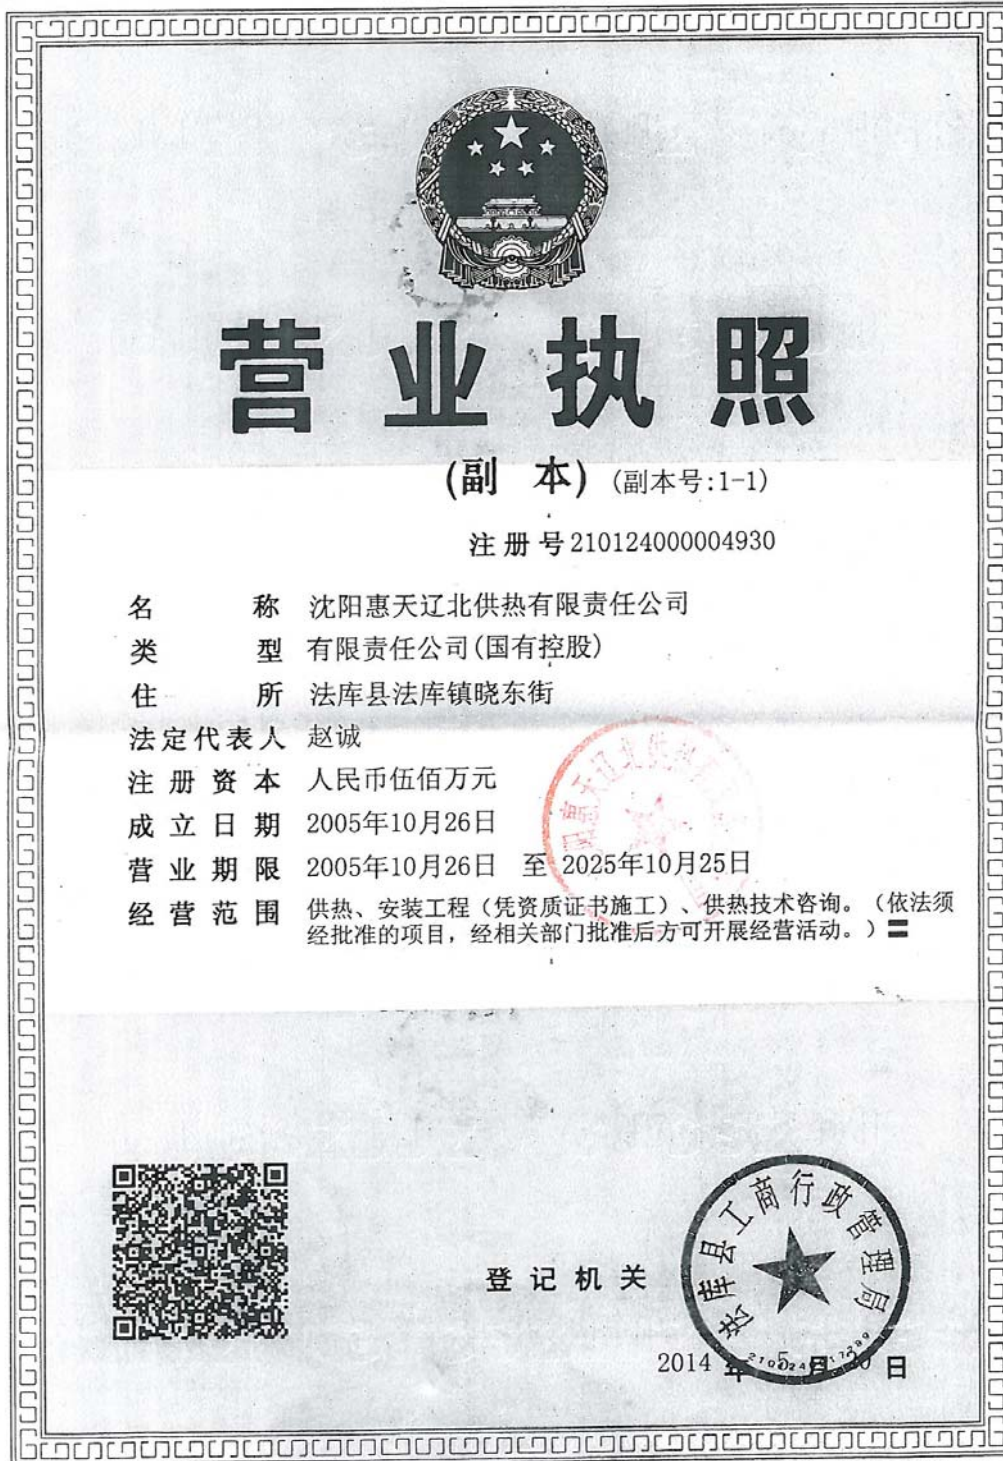 营业执照
(副 本) (副本号:1-1)
注册号210124000004930
名 称 沈阳惠天辽北供热有限责任公司
类 型 有限责任公司(国有控股)
住 所 法库县法库镇晓东街
法定代表人 赵诚
注册资本 人民币伍佰万元
成立日期 2005年10月26日
营业期限 2005年10月26日 至 2025年10月25日
经营范围 供热、安装工程（凭资质证书施工）、供热技术咨询。（依法须
经批准的项目，经相关部门批准后方可开展经营活动。）
惠天辽北供热
法库县工商行政管理局
登记机关
2014 年 5 月 日